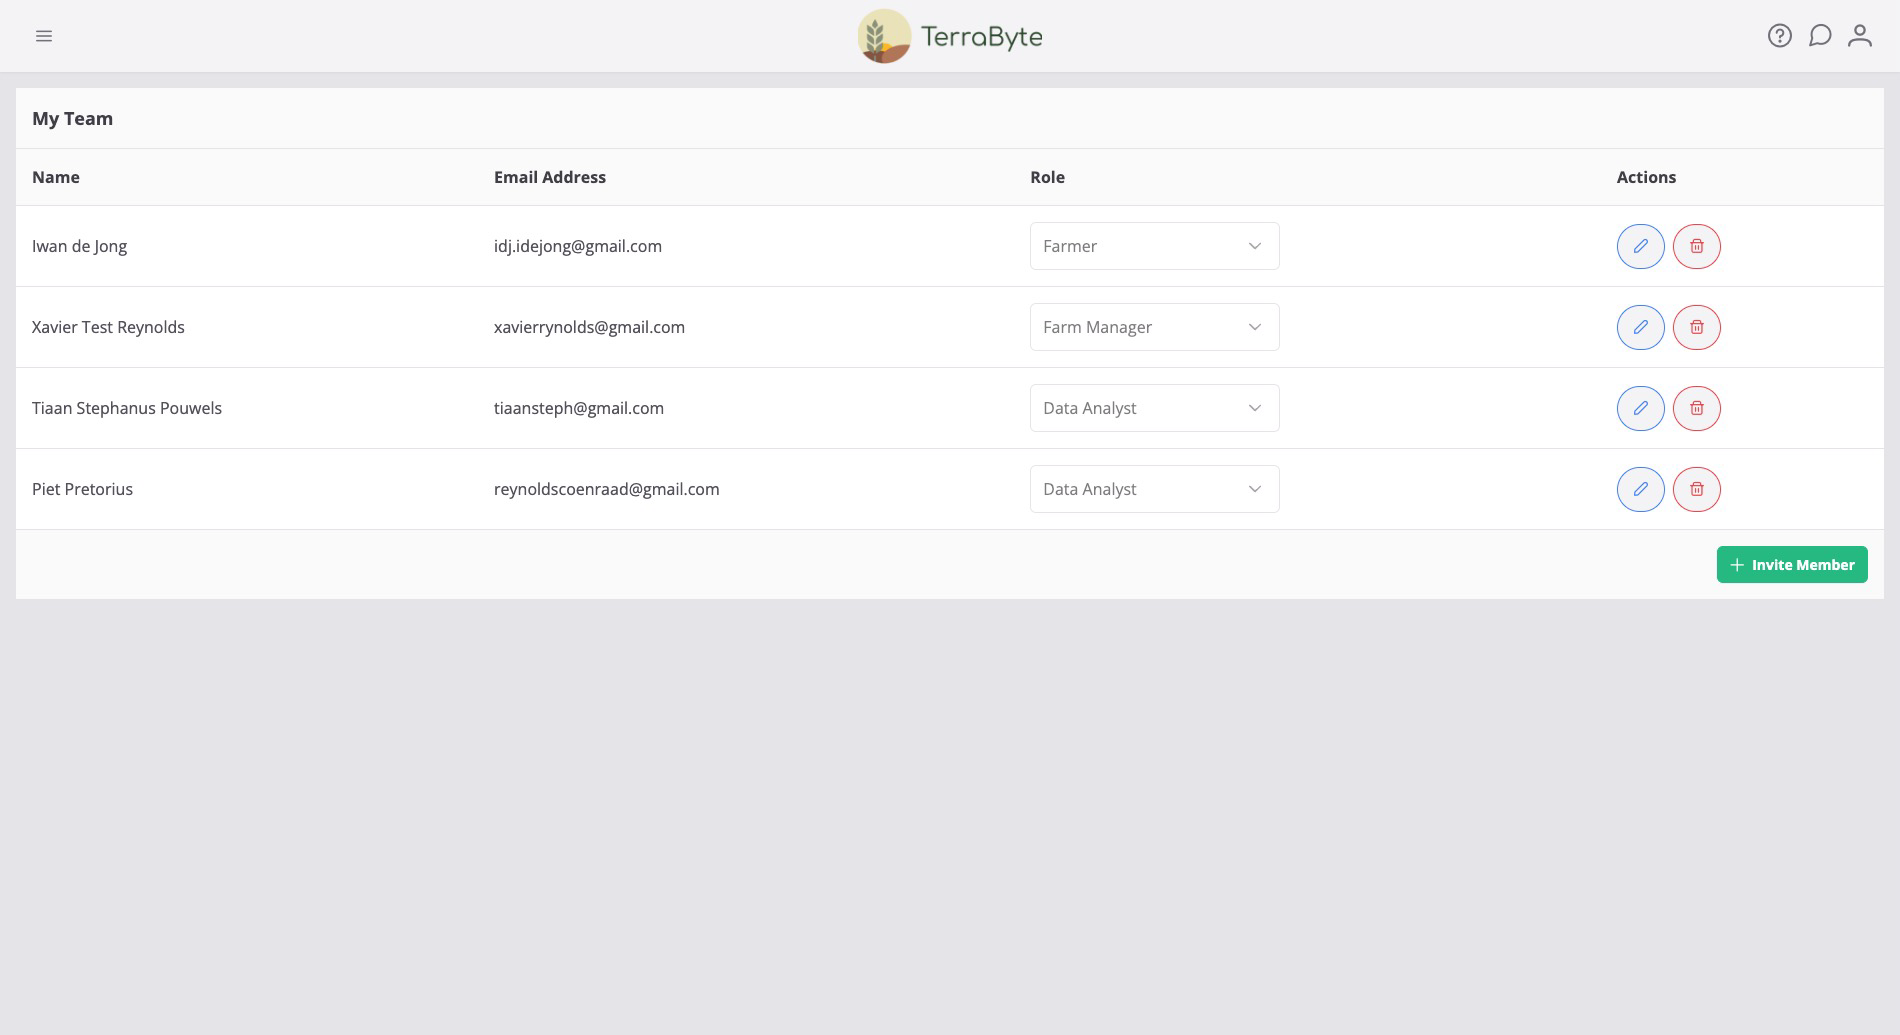 TerraByte
My Team
Name Email Address Role Actions
Iwan de Jong idj.idejong@gmail.com Farmer
Xavier Test Reynolds xavierrynolds@gmail.com Farm Manager
Tiaan Stephanus Pouwels tiaansteph@gmail.com Data Analyst
Piet Pretorius reynoldscoenraad@gmail.com Data Analyst
Invite Member